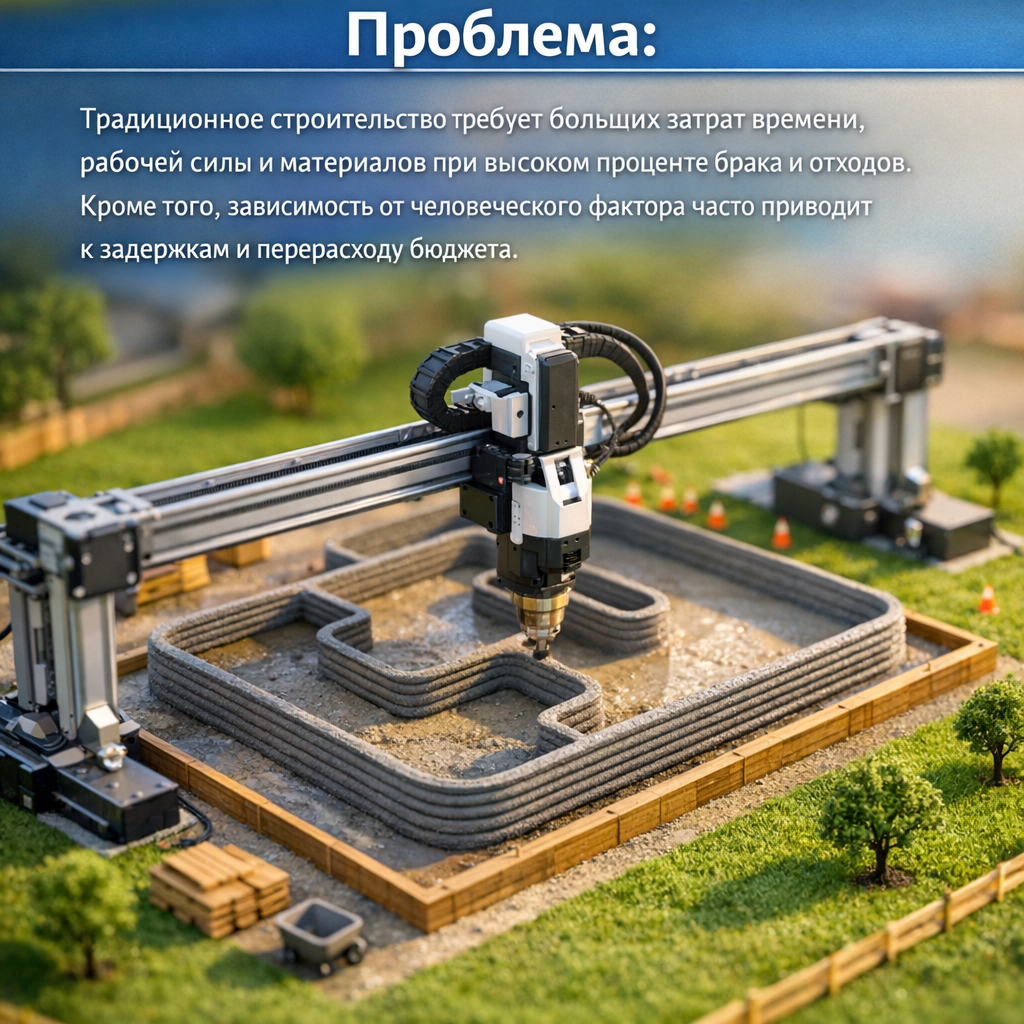 Проблема:
Традиционное строительство требует больщих затрат времени,
рабочей силы и материалов при высоком проценте брака и отходов.
Кроме того, зависимость от человеческого фактора часто приводит
к задержкам и перерасходу бюджета.